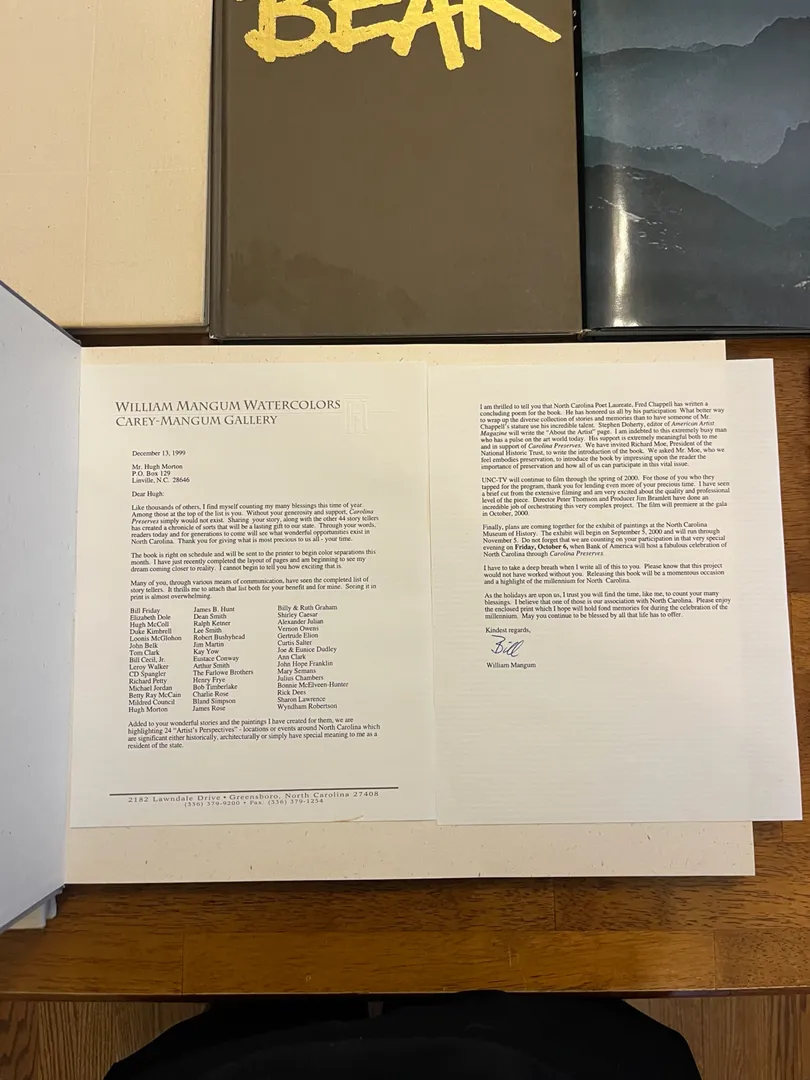 BEAR
WILLIAM MANGUM WATERCOLORS
CAREY-MANGUM GALLERY
December 13, 1999
Mr. Hugh Morton
P.O. Box 129
Linville, N.C. 28646
Dear Hugh:
Like thousands of others, I find myself counting my many blessings this time of year.
Among those at the top of the list is you. Without your generosity and support, Carolina
Preserves simply would not exist. Sharing your story, along with the other 44 story tellers
has created a chronicle of sorts that will be a lasting gift to our state. Through your words,
readers today and for generations to come will see what wonderful opportunities exist in
North Carolina. Thank you for giving what is most precious to us all - your time.
The book is right on schedule and will be sent to the printer to begin color separations this
month. I have just recently completed the layout of pages and am beginning to see my
dream coming closer to reality. I cannot begin to tell you how exciting that is.
Many of you, through various means of communication, have seen the completed list of
story tellers. It thrills me to attach that list both for your benefit and for mine. Seeing it in
print is almost overwhelming.
Bill Friday
Elizabeth Dole
Hugh McColl
Duke Kimbrell
Loonis McGlohon
John Belk
Tom Clark
Bill Cecil, Jr.
Leroy Walker
CD Spangler
Richard Petty
Michael Jordan
Betty Ray McCain
Mildred Council
Hugh Morton
James B. Hunt
Dean Smith
Ralph Ketner
Lee Smith
Robert Bushyhead
Jim Martin
Kay Yow
Eustace Conway
Arthur Smith
The Farlowe Brothers
Henry Frye
Bob Timberlake
Charlie Rose
Bland Simpson
James Rose
Billy & Ruth Graham
Shirley Caesar
Alexander Julian
Vernon Owens
Gertrude Elion
Curtis Salter
Joe & Eunice Dudley
Ann Clark
John Hope Franklin
Mary Semans
Julius Chambers
Bonnie McElveen-Hunter
Rick Dees
Sharon Lawrence
Wyndham Robertson
Added to your wonderful stories and the paintings I have created for them, we are
highlighting 24 "Artist's Perspectives" - locations or events around North Carolina which
are significant either historically, architecturally or simply have special meaning to me as a
resident of the state.
2182 Lawndale Drive • Greensboro, North Carolina 27408
(336) 379-9200 • Fax: (336) 379-1254
I am thrilled to tell you that North Carolina Poet Laureate, Fred Chappell has written a
concluding poem for the book. He has honored us all by his participation What better way
to wrap up the diverse collection of stories and memories than to have someone of Mr.
Chappell's stature use his incredible talent. Stephen Doherty, editor of American Artist
Magazine will write the "About the Artist" page. I am indebted to this extremely busy man
who has a pulse on the art world today. His support is extremely meaningful both to me
and in support of Carolina Preserves. We have invited Richard Moe, President of the
National Historic Trust, to write the introduction of the book. We asked Mr. Moe, who we
feel embodies preservation, to introduce the book by impressing upon the reader the
importance of preservation and how all of us can participate in this vital issue.
UNC-TV will continue to film through the spring of 2000. For those of you who they
tapped for the program, thank you for lending even more of your precious time. I have seen
a brief cut from the extensive filming and am very excited about the quality and professional
level of the piece. Director Peter Thomson and Producer Jim Bramlett have done an
incredible job of orchestrating this very complex project. The film will premiere at the gala
in October, 2000.
Finally, plans are coming together for the exhibit of paintings at the North Carolina
Museum of History. The exhibit will begin on September 5, 2000 and will run through
November 5. Do not forget that we are counting on your participation in that very special
evening on Friday, October 6, when Bank of America will host a fabulous celebration of
North Carolina through Carolina Preserves.
I have to take a deep breath when I write all of this to you. Please know that this project
would not have worked without you. Releasing this book will be a momentous occasion
and a highlight of the millennium for North Carolina.
As the holidays are upon us, I trust you will find the time, like me, to count your many
blessings. I believe that one of those is our association with North Carolina. Please enjoy
the enclosed print which I hope will hold fond memories for during the celebration of the
millennium. May you continue to be blessed by all that life has to offer.
Kindest regards,
Bill
William Mangum